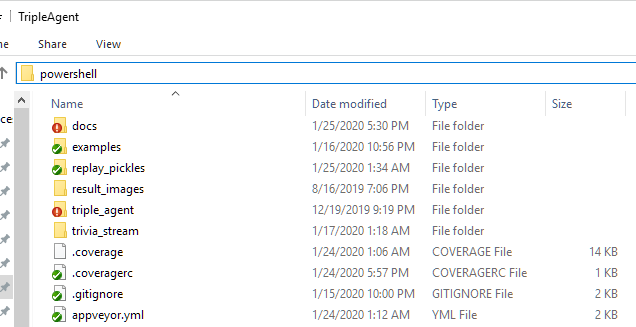 TripleAgent
Share View
powershell
Name Date modified Type Size
docs 1/25/2020 5:30 PM File folder
examples 1/16/2020 10:56 PM File folder
replay_pickles 1/25/2020 1:34 AM File folder
result_images 8/16/2019 7:06 PM File folder
triple_agent 12/19/2019 9:19 PM File folder
trivia_stream 1/17/2020 1:18 AM File folder
.coverage 1/24/2020 1:06 AM COVERAGE File 14 KB
.coveragerc 1/24/2020 5:57 PM COVERAGERC File 1 KB
.gitignore 1/15/2020 10:00 PM GITIGNORE File 2 KB
appveyor.yml 1/24/2020 1:12 AM YML File 2 KB